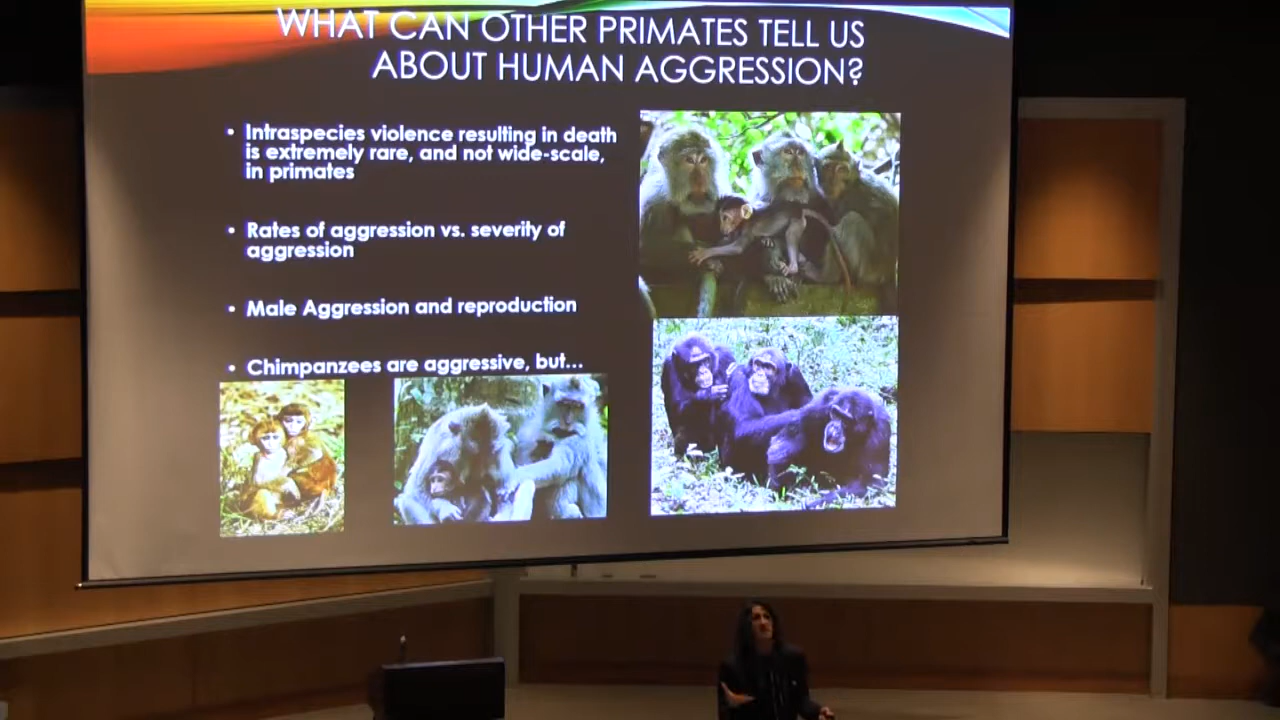 WHAT CAN OTHER PRIMATES TELL US
ABOUT HUMAN AGGRESSION?
• Intraspecies violence resulting in death
is extremely rare, and not wide-scale,
in primates
• Rates of aggression vs. severity of
aggression
• Male Aggression and reproduction
• Chimpanzees are aggressive, but...